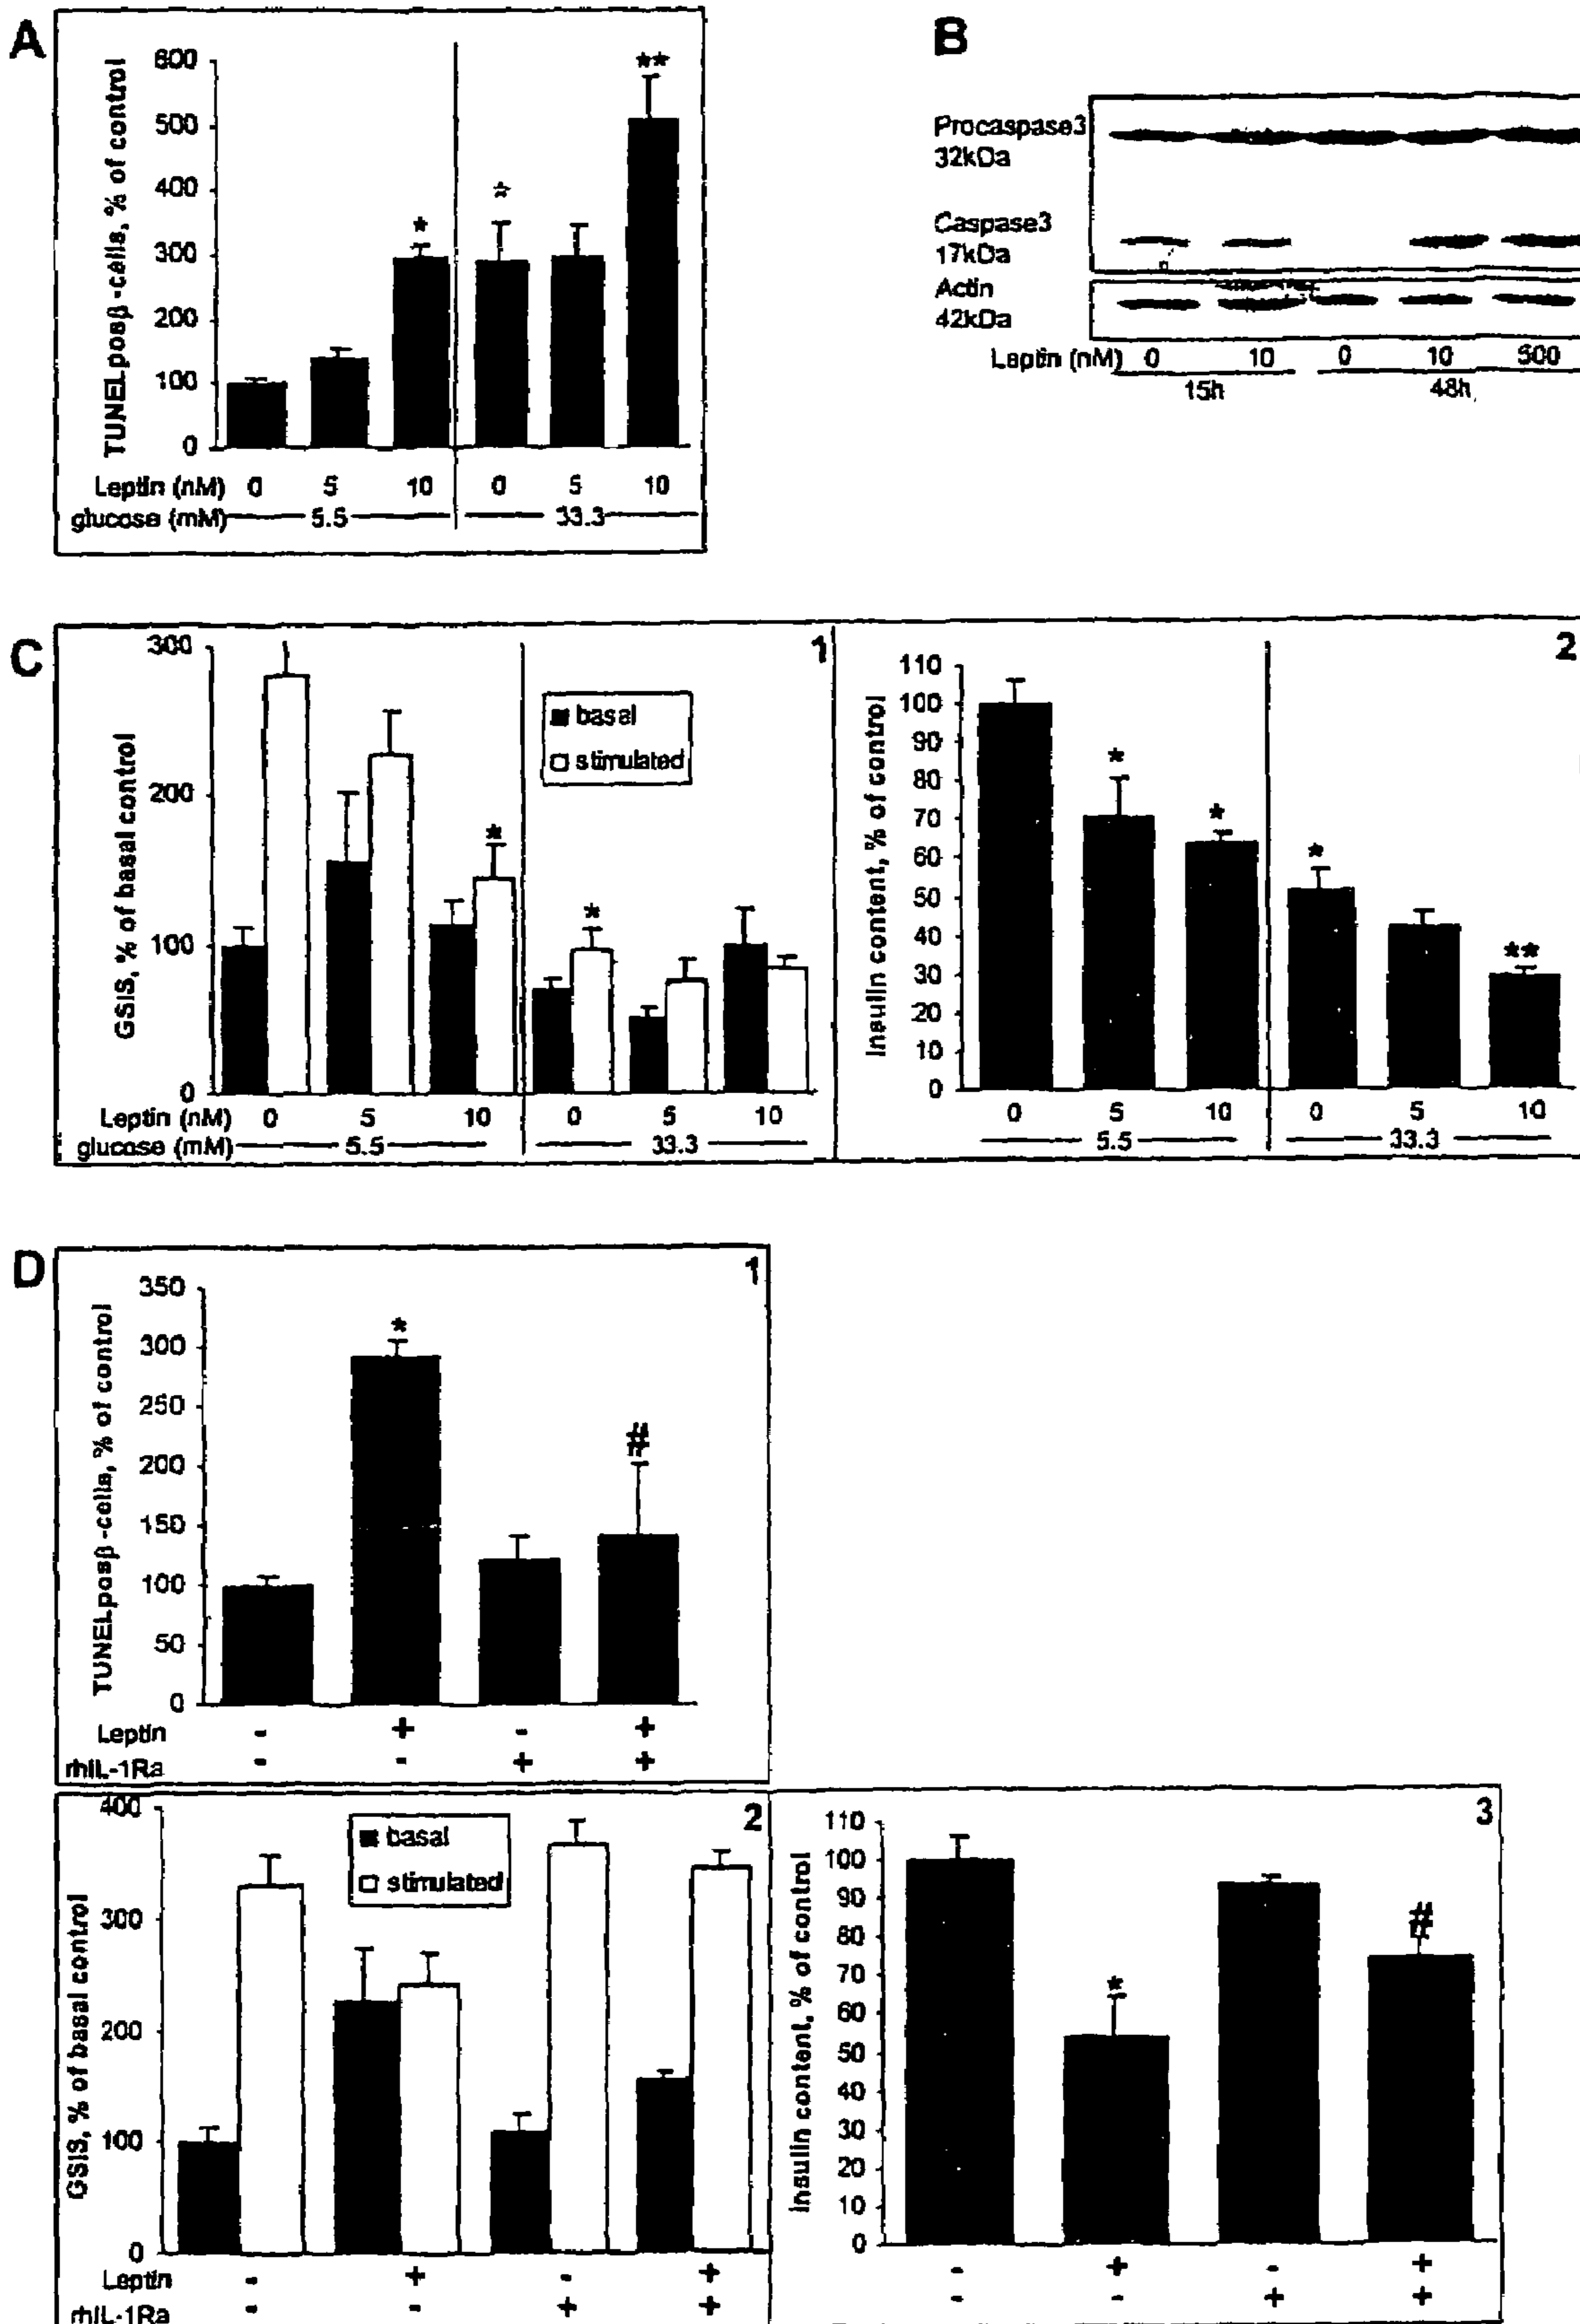 A
600
500
400
300
200
100
0
TUNELposβ-cells, % of control
*
*
**
Leptin (nM) 0 5 10 0 5 10
glucose (mM) 5.5 33.3
B
Procaspase3
32kDa
Caspase3
17kDa
Actin
42kDa
Leptin (nM) 0 10 0 10 500
15h 48h
C
1
300
200
100
0
GSIS, % of basal control
basal
stimulated
*
*
Leptin (nM) 0 5 10 0 5 10
glucose (mM) 5.5 33.3
2
110
100
90
80
70
60
50
40
30
20
10
0
Insulin content, % of control
*
*
*
**
0 5 10 0 5 10
5.5 33.3
D
1
350
300
250
200
150
100
50
0
TUNELposβ-cells, % of control
*
#
Leptin - + - +
rhIL-1Ra - - + +
2
400
300
200
100
0
GSIS, % of basal control
basal
stimulated
Leptin - + - +
rhIL-1Ra - - + +
3
110
100
90
80
70
60
50
40
30
20
10
0
Insulin content, % of control
*
#
- + - +
- - + +